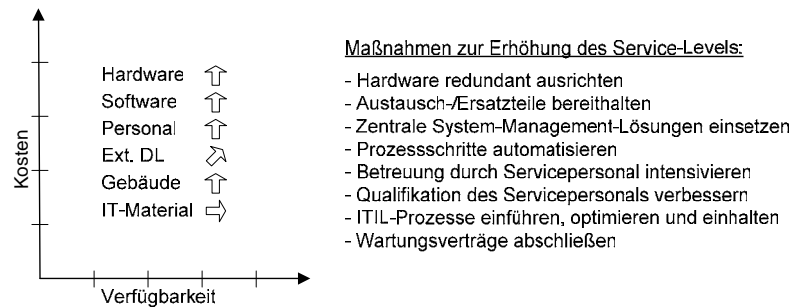 Kosten
Hardware
Software
Personal
Ext. DL
Gebäude
IT-Material
Verfügbarkeit
Maßnahmen zur Erhöhung des Service-Levels:
- Hardware redundant ausrichten
- Austausch-/Ersatzteile bereithalten
- Zentrale System-Management-Lösungen einsetzen
- Prozessschritte automatisieren
- Betreuung durch Servicepersonal intensivieren
- Qualifikation des Servicepersonals verbessern
- ITIL-Prozesse einführen, optimieren und einhalten
- Wartungsverträge abschließen